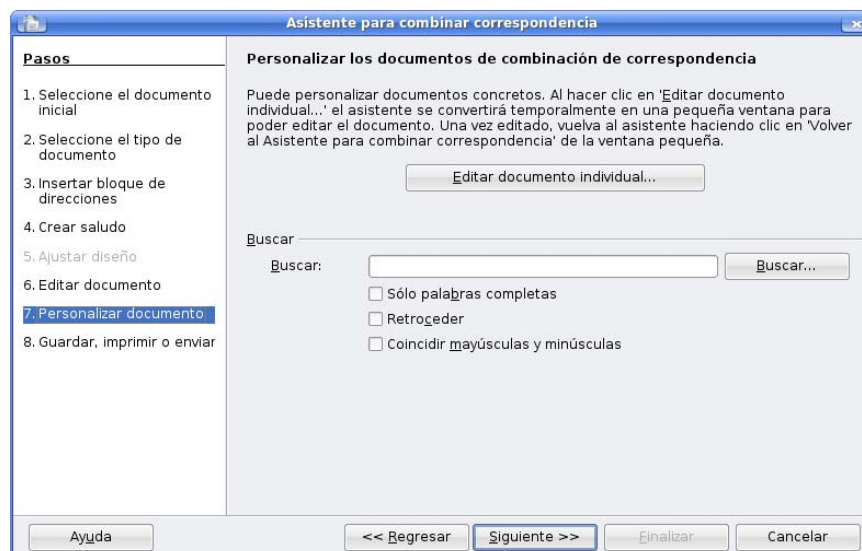 Asistente para combinar correspondencia
Pasos
1. Seleccione el documento
inicial
2. Seleccione el tipo de
documento
3. Insertar bloque de
direcciones
4. Crear saludo
5. Ajustar diseño
6. Editar documento
7. Personalizar documento
8. Guardar, imprimir o enviar
Personalizar los documentos de combinación de correspondencia
Puede personalizar documentos concretos. Al hacer clic en 'Editar documento
individual...' el asistente se convertirá temporalmente en una pequeña ventana para
poder editar el documento. Una vez editado, vuelva al asistente haciendo clic en 'Volver
al Asistente para combinar correspondencia' de la ventana pequeña.
Editar documento individual...
Buscar
Buscar: Buscar...
Sólo palabras completas
Retroceder
Coincidir mayúsculas y minúsculas
Ayuda << Regresar Siguiente >> Finalizar Cancelar